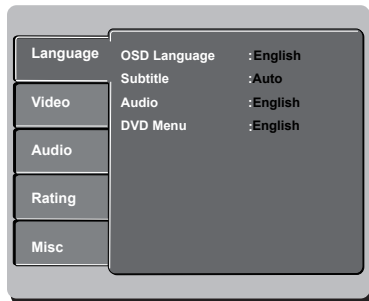 Language
Video
Audio
Rating
Misc
OSD Language :English
Subtitle :Auto
Audio :English
DVD Menu :English